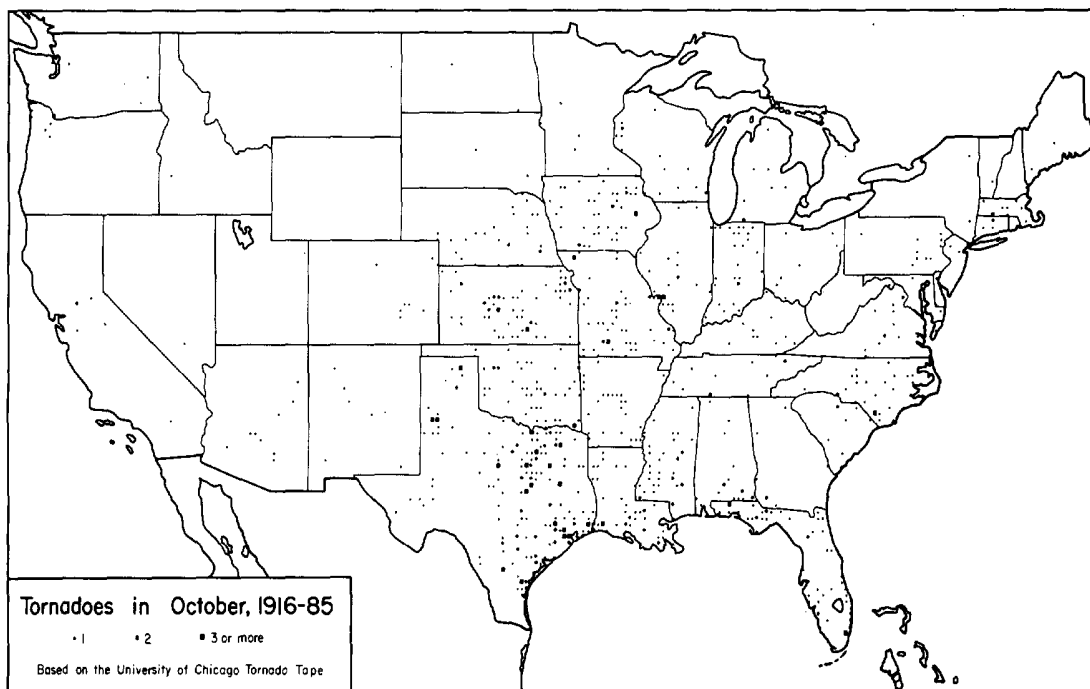 Tornadoes in October, 1916-85
▪ 1 ▪ 2 ▪ 3 or more
Based on the University of Chicago Tornado Tape